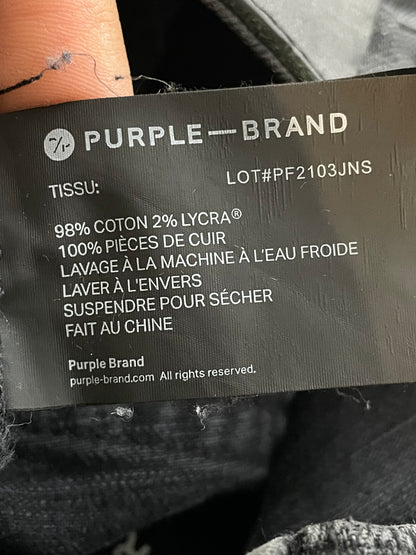 PURPLE—BRAND
TISSU:
LOT#PF2103JNS
98% COTON 2% LYCRA®
100% PIÈCES DE CUIR
LAVAGE À LA MACHINE À L'EAU FROIDE
LAVER À L'ENVERS
SUSPENDRE POUR SÉCHER
FAIT AU CHINE
Purple Brand
purple-brand.com All rights reserved.